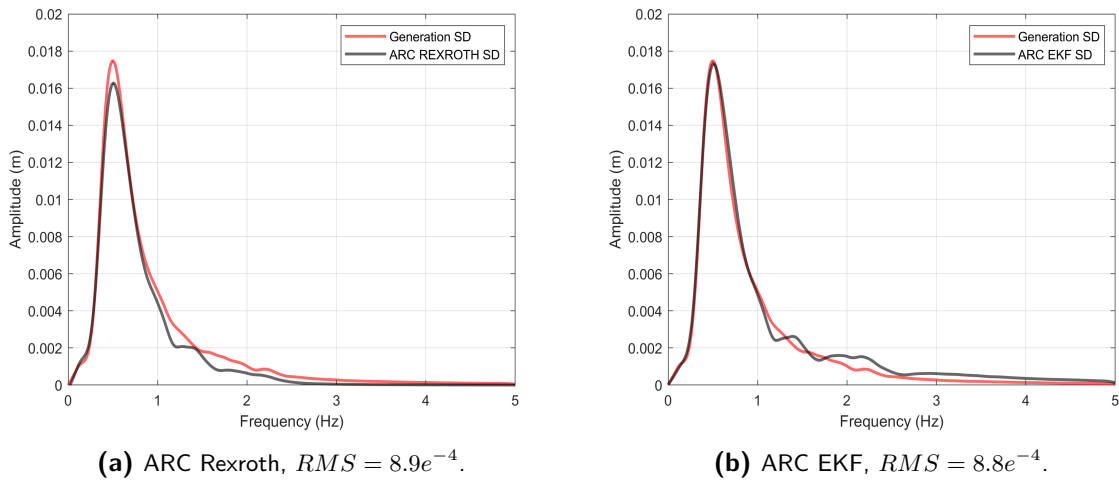 0.02
0.018
0.016
0.014
0.012
0.01
0.008
0.006
0.004
0.002
0
Amplitude (m)
Generation SD
ARC REXROTH SD
0 1 2 3 4 5
Frequency (Hz)
(a) ARC Rexroth, RMS = 8.9e⁻⁴.
0.02
0.018
0.016
0.014
0.012
0.01
0.008
0.006
0.004
0.002
0
Amplitude (m)
Generation SD
ARC EKF SD
0 1 2 3 4 5
Frequency (Hz)
(b) ARC EKF, RMS = 8.8e⁻⁴.